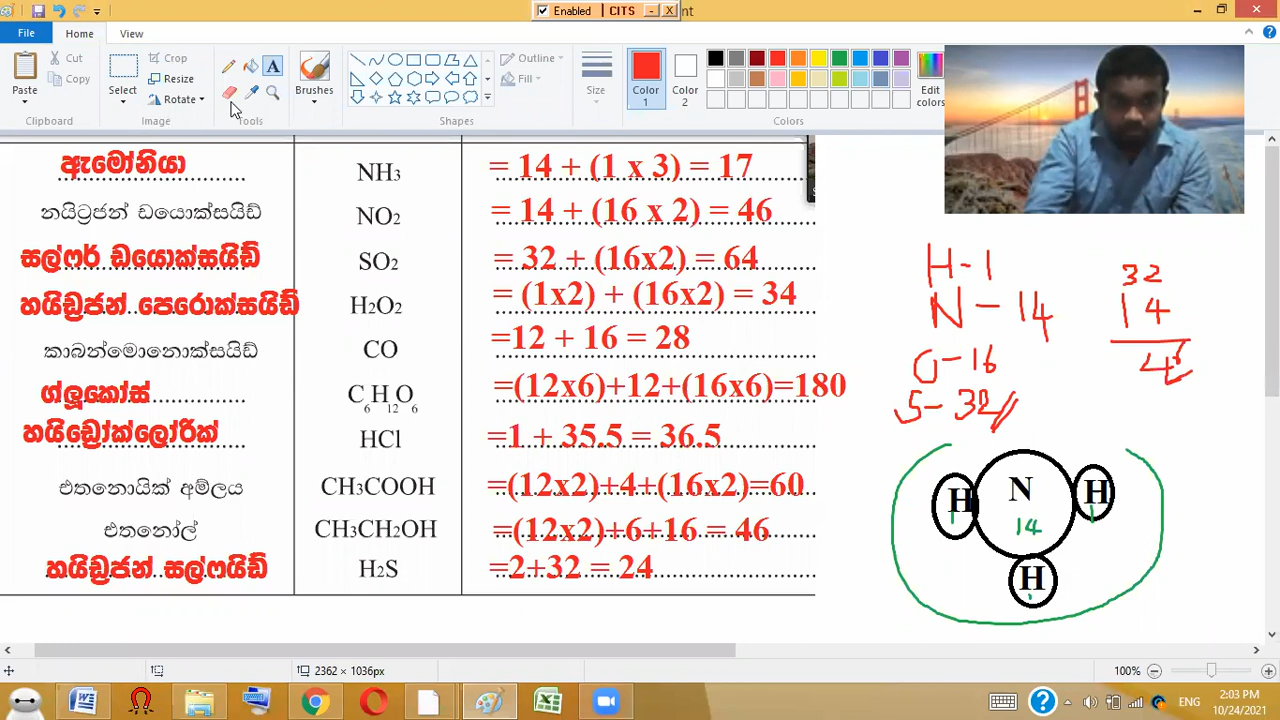 Enabled | CITS
nt
File Home View
Cut
Copy
Paste
Crop
Resize
Rotate
Select
Brushes
Outline
Fill
Size
Color 1
Color 2
Edit colors
Clipboard Image Tools Shapes Colors
ඇමෝනියා NH3 = 14 + (1 x 3) = 17
නයිට්‍රජන් ඩයොක්සයිඩ් NO2 = 14 + (16 x 2) = 46
සල්ෆර් ඩයොක්සයිඩ් SO2 = 32 + (16x2) = 64
හයිඩ්‍රජන් පෙරොක්සයිඩ් H2O2 = (1x2) + (16x2) = 34
කාබන්මොනොක්සයිඩ් CO =12 + 16 = 28
ග්ලූකෝස් C6H12O6 =(12x6)+12+(16x6)=180
හයිඩ්‍රෝක්ලෝරික් HCl =1 + 35.5 = 36.5
එතනොයික් අම්ලය CH3COOH =(12x2)+4+(16x2)=60
එතනෝල් CH3CH2OH =(12x2)+6+16 = 46
හයිඩ්‍රජන් සල්ෆයිඩ් H2S =2+32 = 24
H-1
N-14
O-16
S-32
32
14
46
H N H
1 14 1
H
1
2362 × 1036px
100%
ENG
2:03 PM
10/24/2021